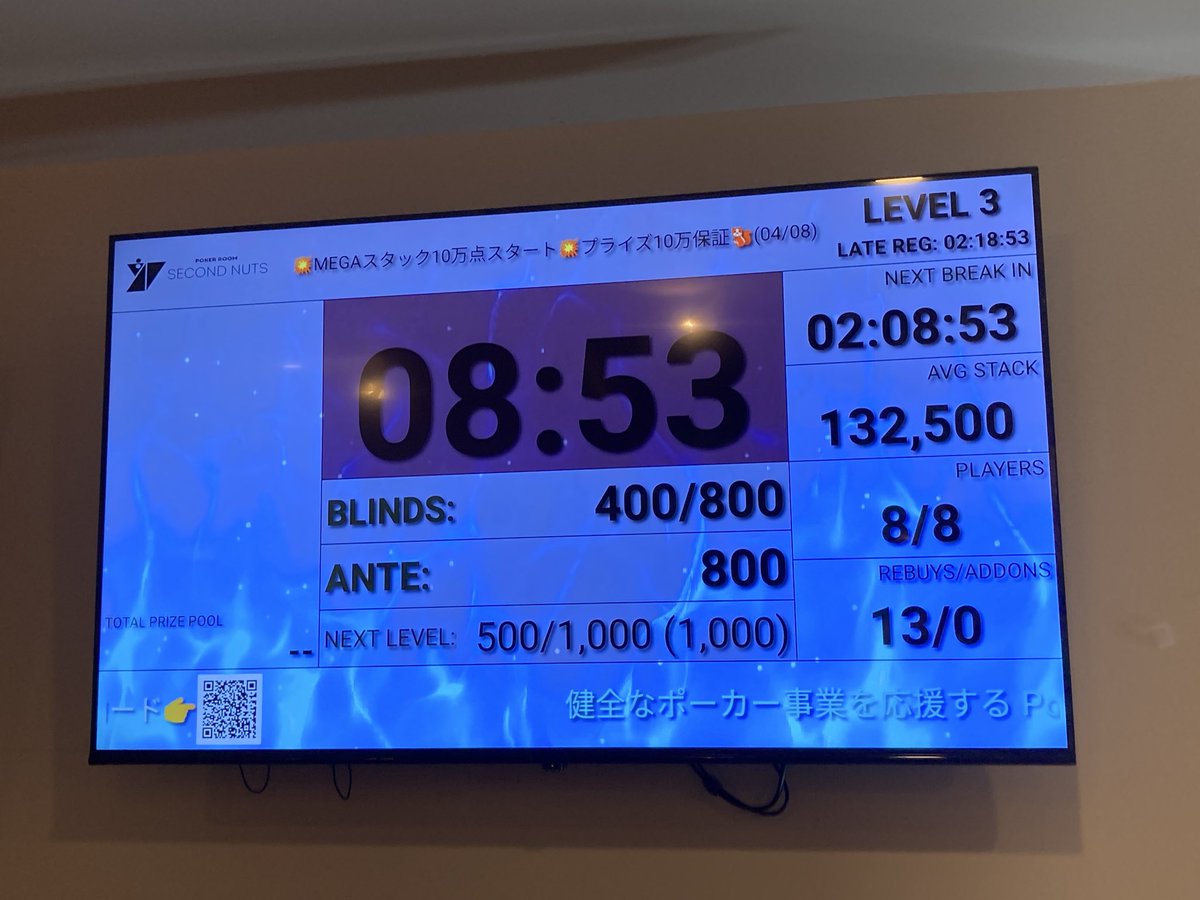 POKER ROOM
SECOND NUTS
💥MEGAスタック10万点スタート💥プライズ10万保証(04/08)
LEVEL 3
LATE REG: 02:18:53
NEXT BREAK IN
02:08:53
08:53
AVG STACK
132,500
BLINDS: 400/800
PLAYERS
8/8
ANTE: 800
REBUYS/ADDONS
13/0
TOTAL PRIZE POOL
--
NEXT LEVEL: 500/1,000 (1,000)
ード👉
健全なポーカー事業を応援する Po